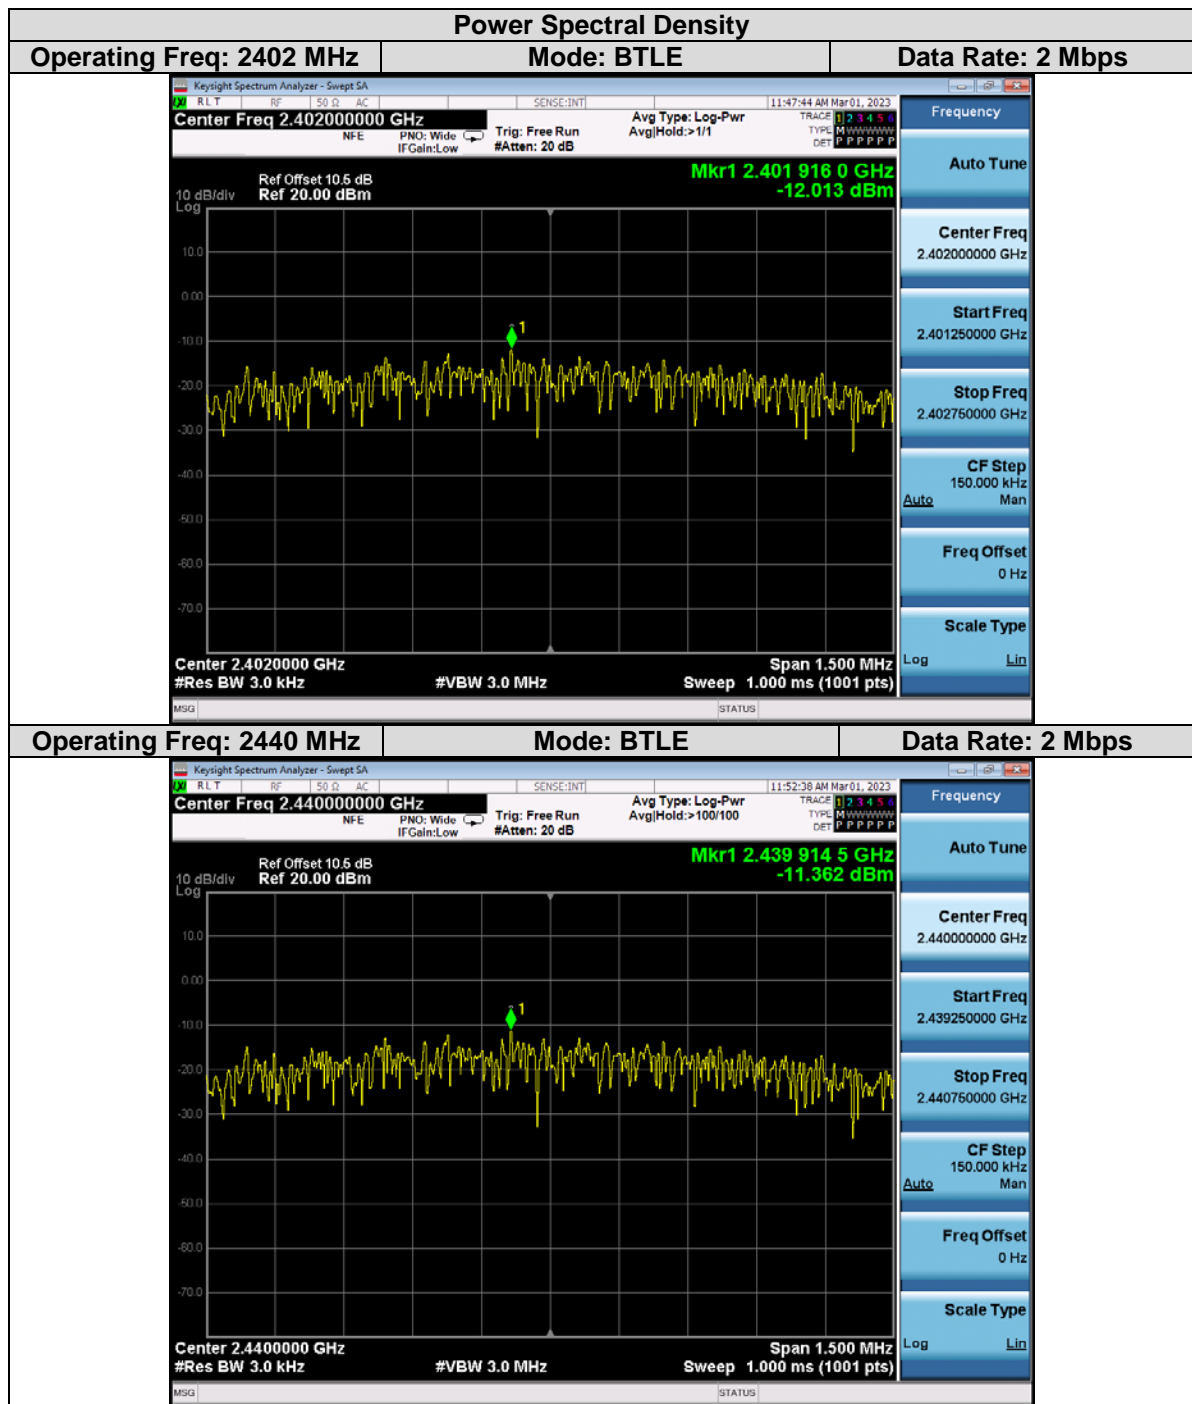 Power Spectral Density
Operating Freq: 2402 MHz Mode: BTLE Data Rate: 2 Mbps
Keysight Spectrum Analyzer - Swept SA
RLT RF 50 Ω AC SENSE:INT 11:47:44 AM Mar 01, 2023
Center Freq 2.402000000 GHz Avg Type: Log-Pwr TRACE 1 2 3 4 5 6
NFE PNO: Wide Trig: Free Run Avg|Hold:>1/1 TYPE M WWWWW
IFGain:Low #Atten: 20 dB DET P P P P P P
Frequency
Mkr1 2.401 916 0 GHz
-12.013 dBm
Ref Offset 10.5 dB
10 dB/div Ref 20.00 dBm
Log
10.0
0.00
-10.0
-20.0
-30.0
-40.0
-50.0
-60.0
-70.0
1
Auto Tune
Center Freq
2.402000000 GHz
Start Freq
2.401250000 GHz
Stop Freq
2.402750000 GHz
CF Step
150.000 kHz
Auto Man
Freq Offset
0 Hz
Scale Type
Log Lin
Center 2.4020000 GHz Span 1.500 MHz
#Res BW 3.0 kHz #VBW 3.0 MHz Sweep 1.000 ms (1001 pts)
MSG STATUS
Operating Freq: 2440 MHz Mode: BTLE Data Rate: 2 Mbps
Keysight Spectrum Analyzer - Swept SA
RLT RF 50 Ω AC SENSE:INT 11:52:38 AM Mar 01, 2023
Center Freq 2.440000000 GHz Avg Type: Log-Pwr TRACE 1 2 3 4 5 6
NFE PNO: Wide Trig: Free Run Avg|Hold:>100/100 TYPE M WWWWW
IFGain:Low #Atten: 20 dB DET P P P P P P
Frequency
Mkr1 2.439 914 5 GHz
-11.362 dBm
Ref Offset 10.5 dB
10 dB/div Ref 20.00 dBm
Log
10.0
0.00
-10.0
-20.0
-30.0
-40.0
-50.0
-60.0
-70.0
1
Auto Tune
Center Freq
2.440000000 GHz
Start Freq
2.439250000 GHz
Stop Freq
2.440750000 GHz
CF Step
150.000 kHz
Auto Man
Freq Offset
0 Hz
Scale Type
Log Lin
Center 2.4400000 GHz Span 1.500 MHz
#Res BW 3.0 kHz #VBW 3.0 MHz Sweep 1.000 ms (1001 pts)
MSG STATUS